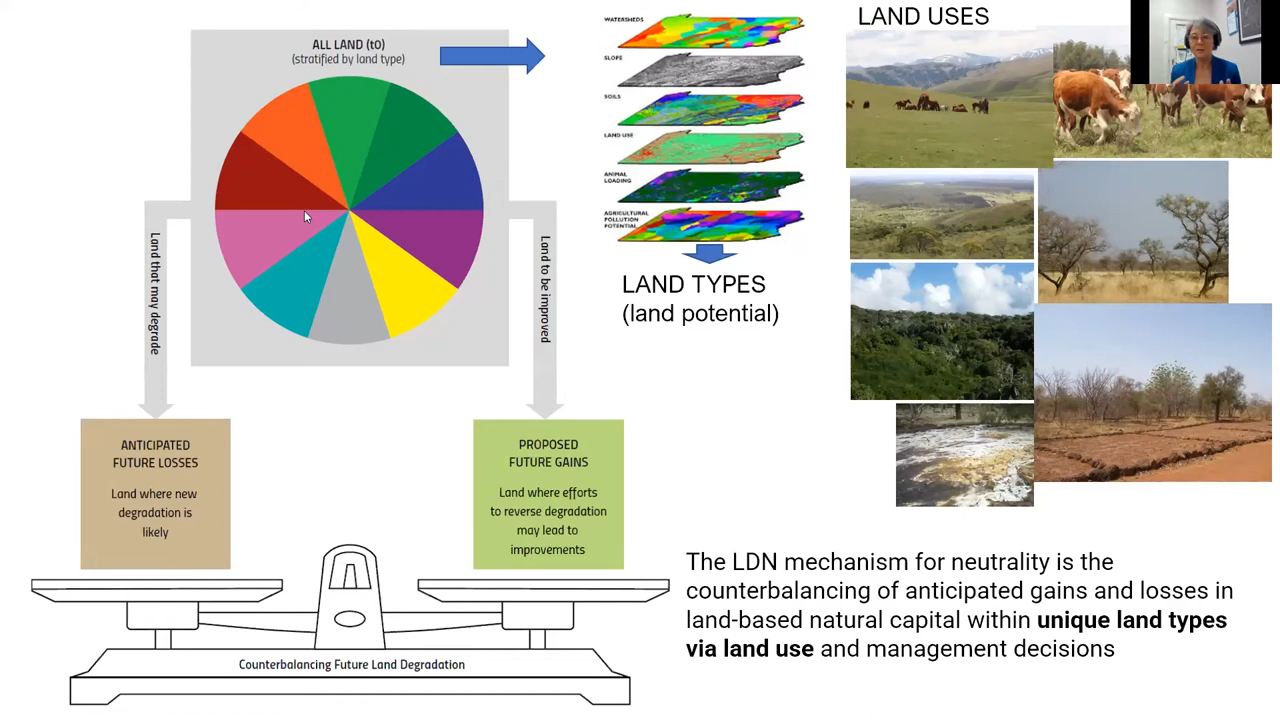 ALL LAND (t0)
(stratified by land type)
Land that may degrade
Land to be improved
ANTICIPATED
FUTURE LOSSES
Land where new
degradation is
likely
PROPOSED
FUTURE GAINS
Land where efforts
to reverse degradation
may lead to
improvements
Counterbalancing Future Land Degradation
WATERSHEDS
SLOPE
SOILS
LAND USE
ANIMAL
LOADING
AGRICULTURAL
POLLUTION
POTENTIAL
LAND TYPES
(land potential)
LAND USES
The LDN mechanism for neutrality is the
counterbalancing of anticipated gains and losses in
land-based natural capital within unique land types
via land use and management decisions